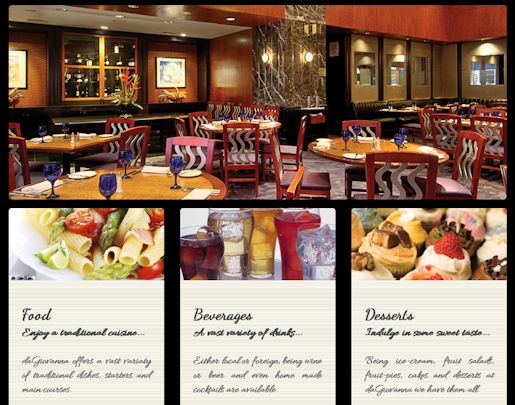 Food
Enjoy a traditional cuisine...
daGiovanna offers a vast variaty
of traditional dishes, starters and
main courses.
Beverages
A vast variety of drinks...
Either local or foreign, being wine
or beer and even home made
cocktails are available.
Desserts
Indulge in some sweet taste...
Being ice-cream, fruit salads,
fruit-pies, cakes and desserts at
daGiovanna we have them all.